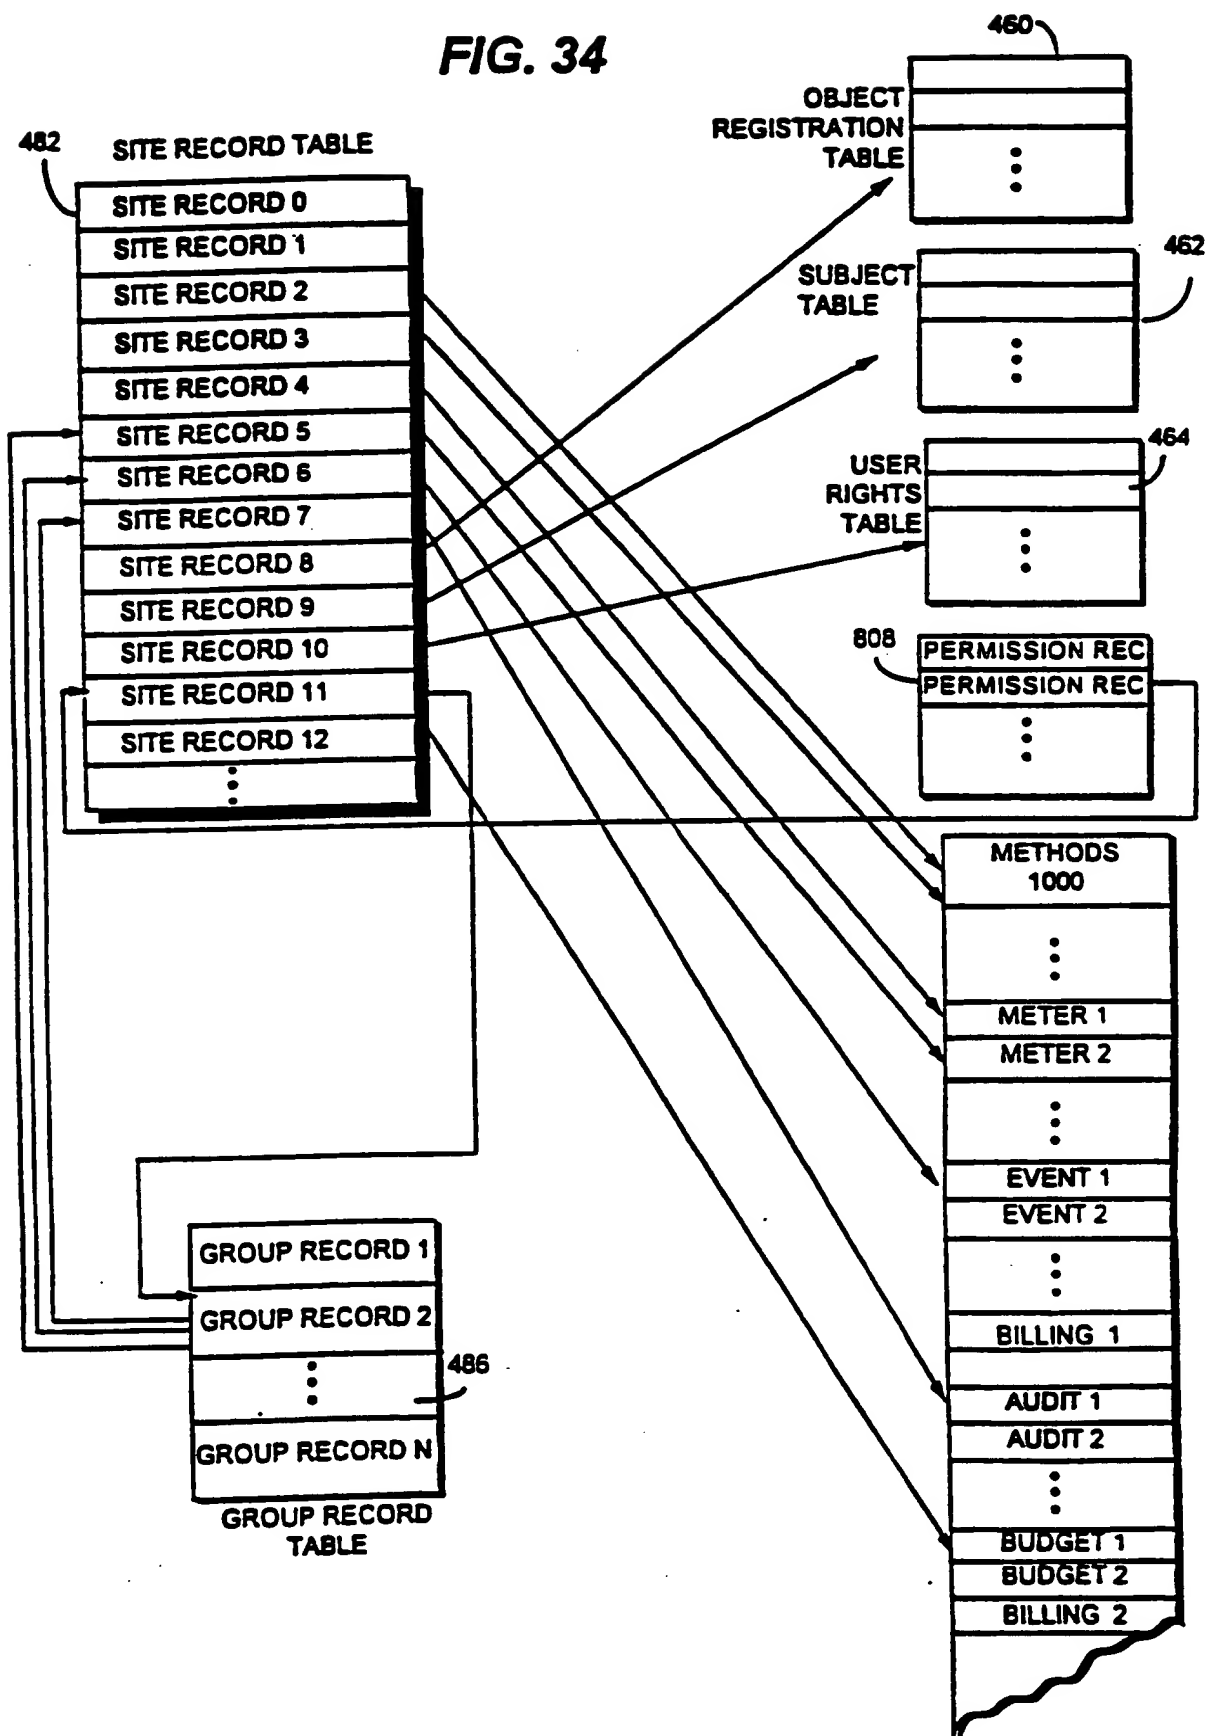 FIG. 34
482
SITE RECORD TABLE
SITE RECORD 0
SITE RECORD 1
SITE RECORD 2
SITE RECORD 3
SITE RECORD 4
SITE RECORD 5
SITE RECORD 6
SITE RECORD 7
SITE RECORD 8
SITE RECORD 9
SITE RECORD 10
SITE RECORD 11
SITE RECORD 12
460
OBJECT
REGISTRATION
TABLE
SUBJECT
TABLE
462
USER
RIGHTS
TABLE
464
808
PERMISSION REC
PERMISSION REC
METHODS
1000
METER 1
METER 2
EVENT 1
EVENT 2
BILLING 1
AUDIT 1
AUDIT 2
BUDGET 1
BUDGET 2
BILLING 2
GROUP RECORD 1
GROUP RECORD 2
486
GROUP RECORD N
GROUP RECORD
TABLE